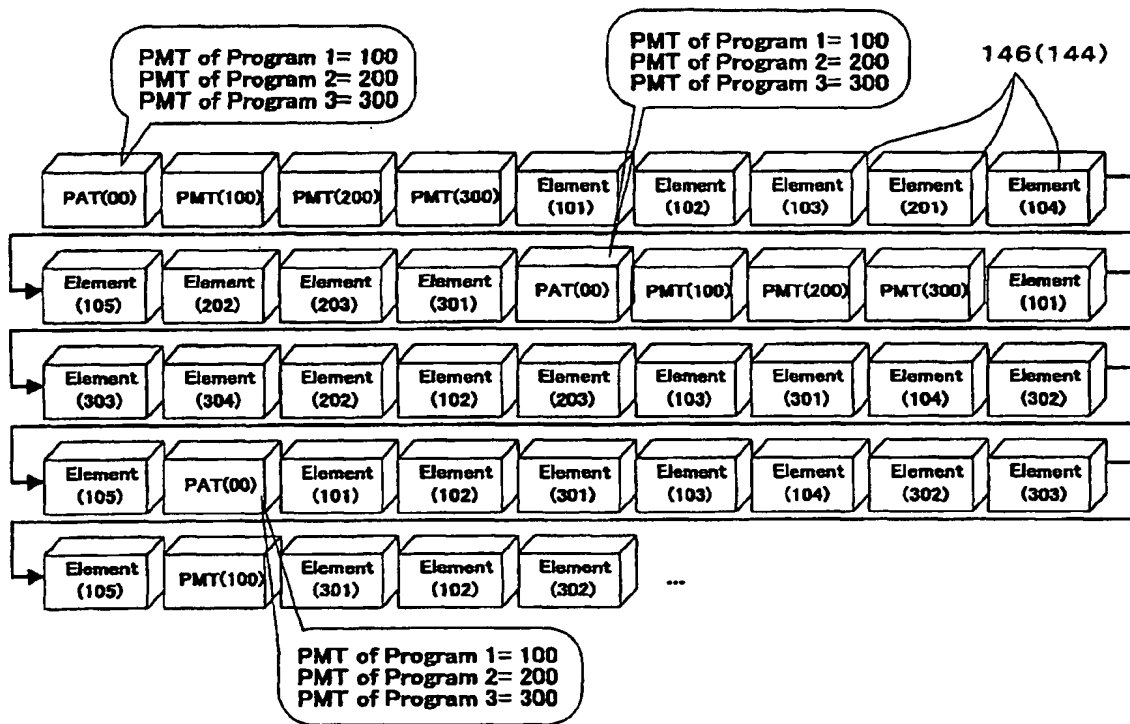 PMT of Program 1= 100
PMT of Program 2= 200
PMT of Program 3= 300
PMT of Program 1= 100
PMT of Program 2= 200
PMT of Program 3= 300
146(144)
PAT(00) PMT(100) PMT(200) PMT(300) Element (101) Element (102) Element (103) Element (201) Element (104)
Element (105) Element (202) Element (203) Element (301) PAT(00) PMT(100) PMT(200) PMT(300) Element (101)
Element (303) Element (304) Element (202) Element (102) Element (203) Element (103) Element (301) Element (104) Element (302)
Element (105) PAT(00) Element (101) Element (102) Element (301) Element (103) Element (104) Element (302) Element (303)
Element (105) PMT(100) Element (301) Element (102) Element (302) ...
PMT of Program 1= 100
PMT of Program 2= 200
PMT of Program 3= 300